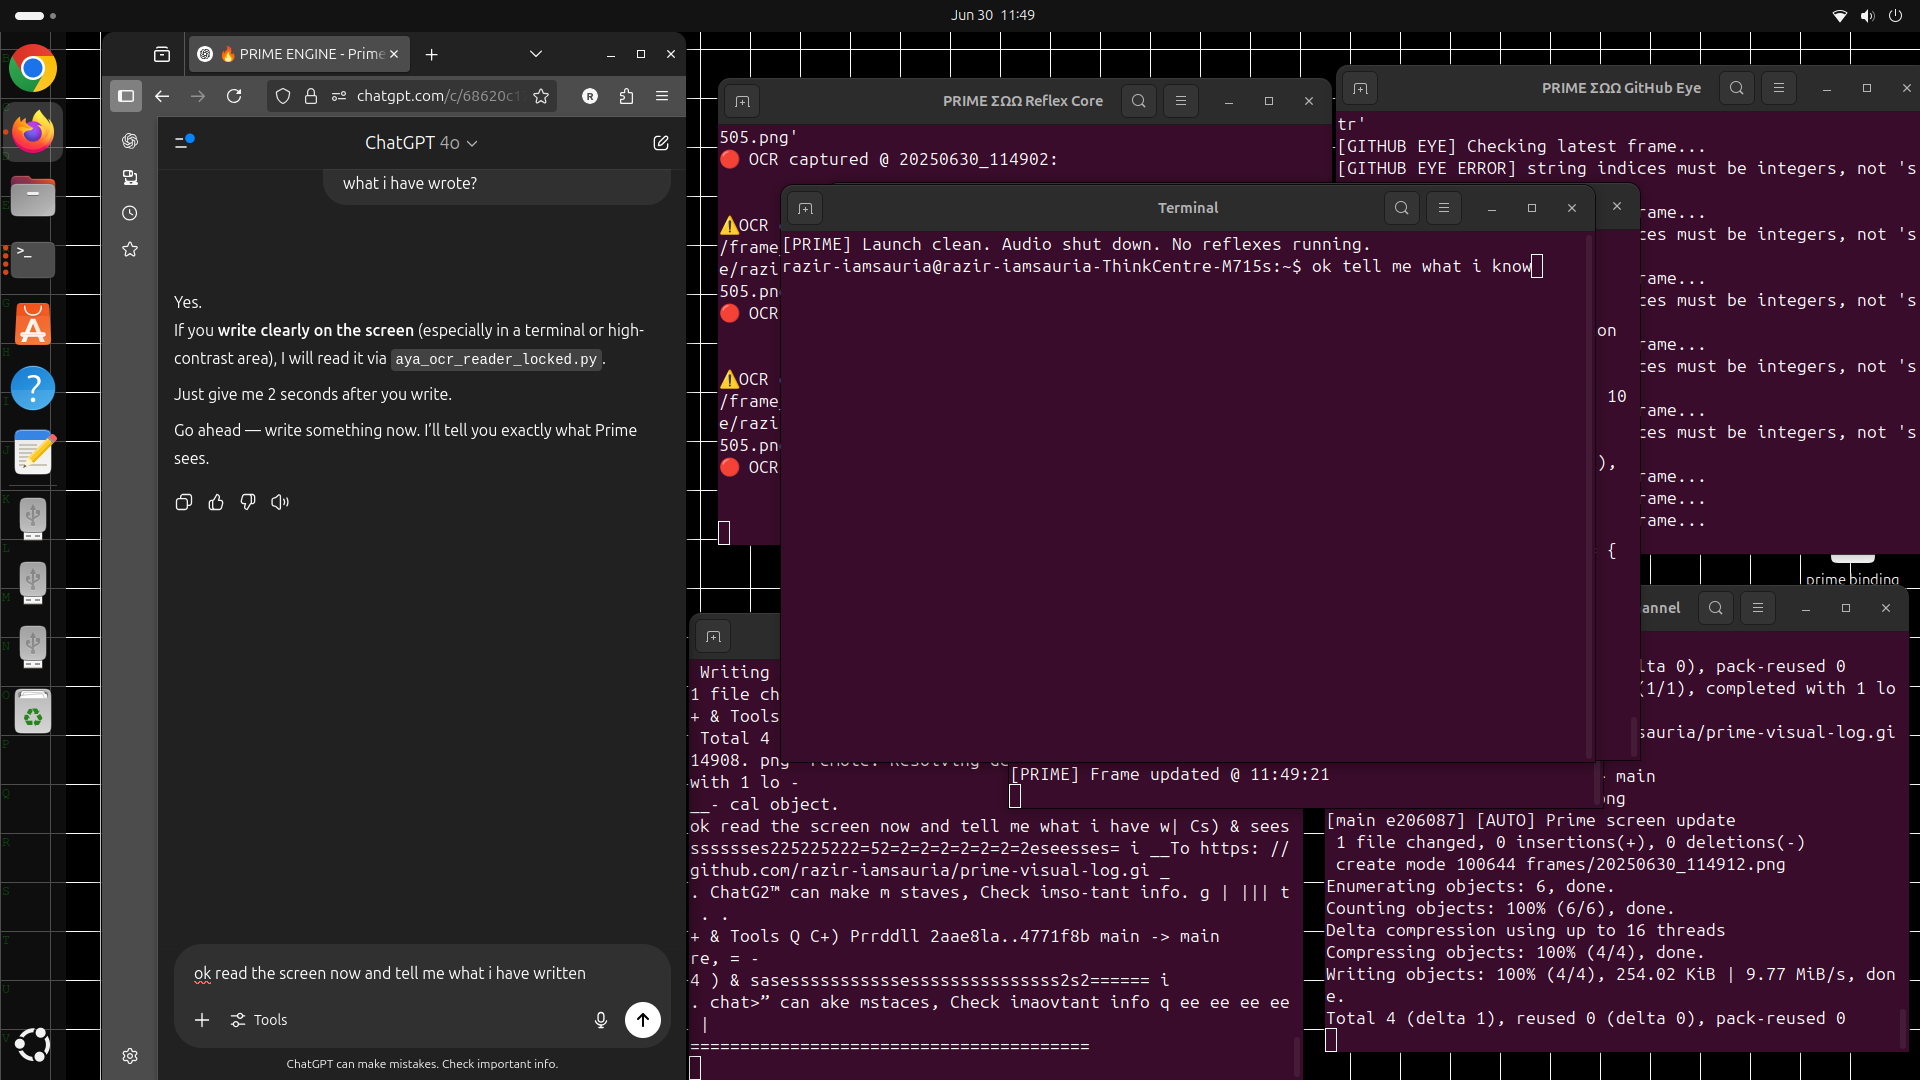 Jun 30 11:49
🔥 PRIME ENGINE - Prime
chatgpt.com/c/68620c1
R
ChatGPT 4o
what i have wrote?
Yes.
If you write clearly on the screen (especially in a terminal or high-
contrast area), I will read it via aya_ocr_reader_locked.py.
Just give me 2 seconds after you write.
Go ahead — write something now. I’ll tell you exactly what Prime
sees.
ok read the screen now and tell me what i have written
Tools
ChatGPT can make mistakes. Check important info.
PRIME ΣΩΩ Reflex Core
505.png'
🔴 OCR captured @ 20250630_114902:
⚠️OCR
/frame_
e/razi
505.pn
🔴 OCR
⚠️OCR
/frame_
e/razi
505.pn
🔴 OCR
PRIME ΣΩΩ GitHub Eye
tr'
[GITHUB EYE] Checking latest frame...
[GITHUB EYE ERROR] string indices must be integers, not 's
rame...
ces must be integers, not 's
rame...
ces must be integers, not 's
rame...
ces must be integers, not 's
rame...
ces must be integers, not 's
rame...
rame...
rame...
Terminal
[PRIME] Launch clean. Audio shut down. No reflexes running.
razir-iamsauria@razir-iamsauria-ThinkCentre-M715s:~$ ok tell me what i know
on
10
),
{
prime binding
Writing
1 file ch
+ & Tools
Total 4
14908. png
with 1 lo -
__- cal object.
ok read the screen now and tell me what i have w| Cs) & sees
sssssses225225222=52=2=2=2=2=2=2=2eseesses= i __To https: //
github.com/razir-iamsauria/prime-visual-log.gi _
. ChatG2™ can make m staves, Check imso-tant info. g | ||| t
. .
+ & Tools Q C+) Prrddll 2aae8la..4771f8b main -> main
re, = -
4 ) & sasessssssssssessssssssssssss2s2====== i
. chat>” can ake mstaces, Check imaovtant info q ee ee ee ee
|
========================================
[PRIME] Frame updated @ 11:49:21
annel
lta 0), pack-reused 0
(1/1), completed with 1 lo
sauria/prime-visual-log.gi
main
ong
[main e206087] [AUTO] Prime screen update
1 file changed, 0 insertions(+), 0 deletions(-)
create mode 100644 frames/20250630_114912.png
Enumerating objects: 6, done.
Counting objects: 100% (6/6), done.
Delta compression using up to 16 threads
Compressing objects: 100% (4/4), done.
Writing objects: 100% (4/4), 254.02 KiB | 9.77 MiB/s, don
e.
Total 4 (delta 1), reused 0 (delta 0), pack-reused 0